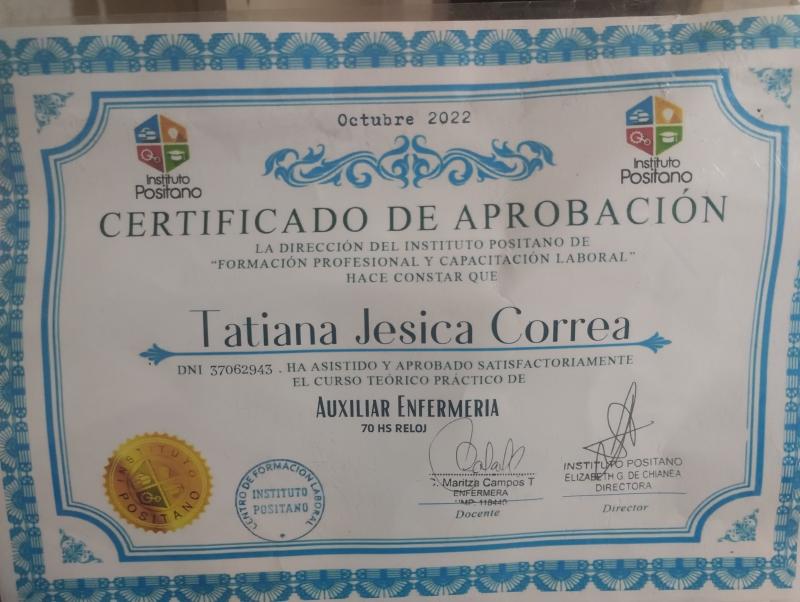 Octubre 2022
Instituto
Positano
Instituto
Positano
CERTIFICADO DE APROBACIÓN
LA DIRECCIÓN DEL INSTITUTO POSITANO DE
“FORMACIÓN PROFESIONAL Y CAPACITACIÓN LABORAL”
HACE CONSTAR QUE
Tatiana Jesica Correa
DNI 37062943 . HA ASISTIDO Y APROBADO SATISFACTORIAMENTE
EL CURSO TEÓRICO PRÁCTICO DE
AUXILIAR ENFERMERIA
70 HS RELOJ
INSTITUTO
POSITANO
CENTRO DE FORMACION LABORAL
INSTITUTO
POSITANO
Maritza Campos T
ENFERMERA
Docente
INSTITUTO POSITANO
ELIZABETH G. DE CHIANEA
DIRECTORA
Director